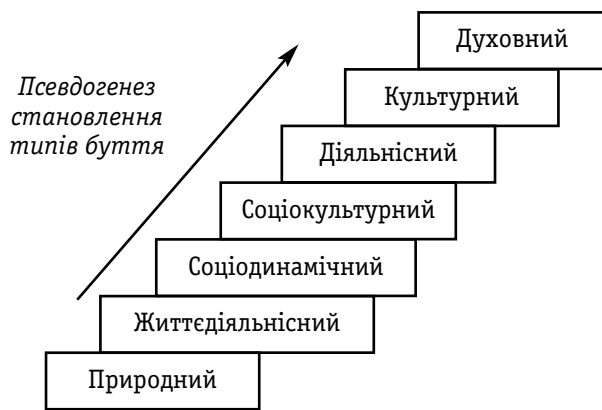 Духовний
Псевдогенез
становлення
типів буття
Культурний
Діяльнісний
Соціокультурний
Соціодинамічний
Життєдіяльнісний
Природний